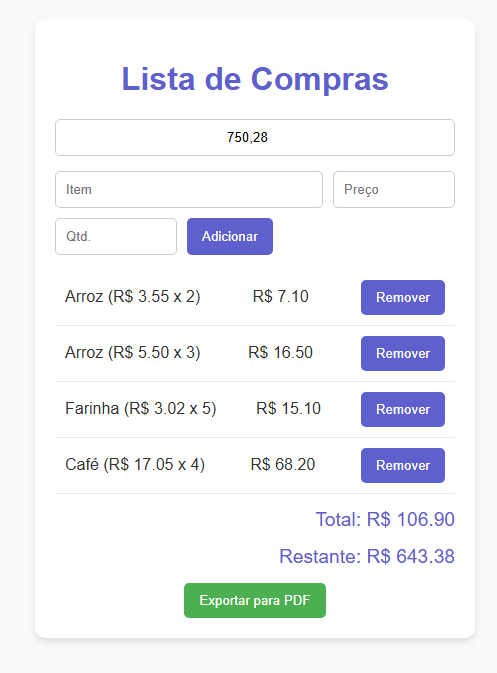 Lista de Compras
750,28
Item Preço
Qtd. Adicionar
Arroz (R$ 3.55 x 2) R$ 7.10 Remover
Arroz (R$ 5.50 x 3) R$ 16.50 Remover
Farinha (R$ 3.02 x 5) R$ 15.10 Remover
Café (R$ 17.05 x 4) R$ 68.20 Remover
Total: R$ 106.90
Restante: R$ 643.38
Exportar para PDF